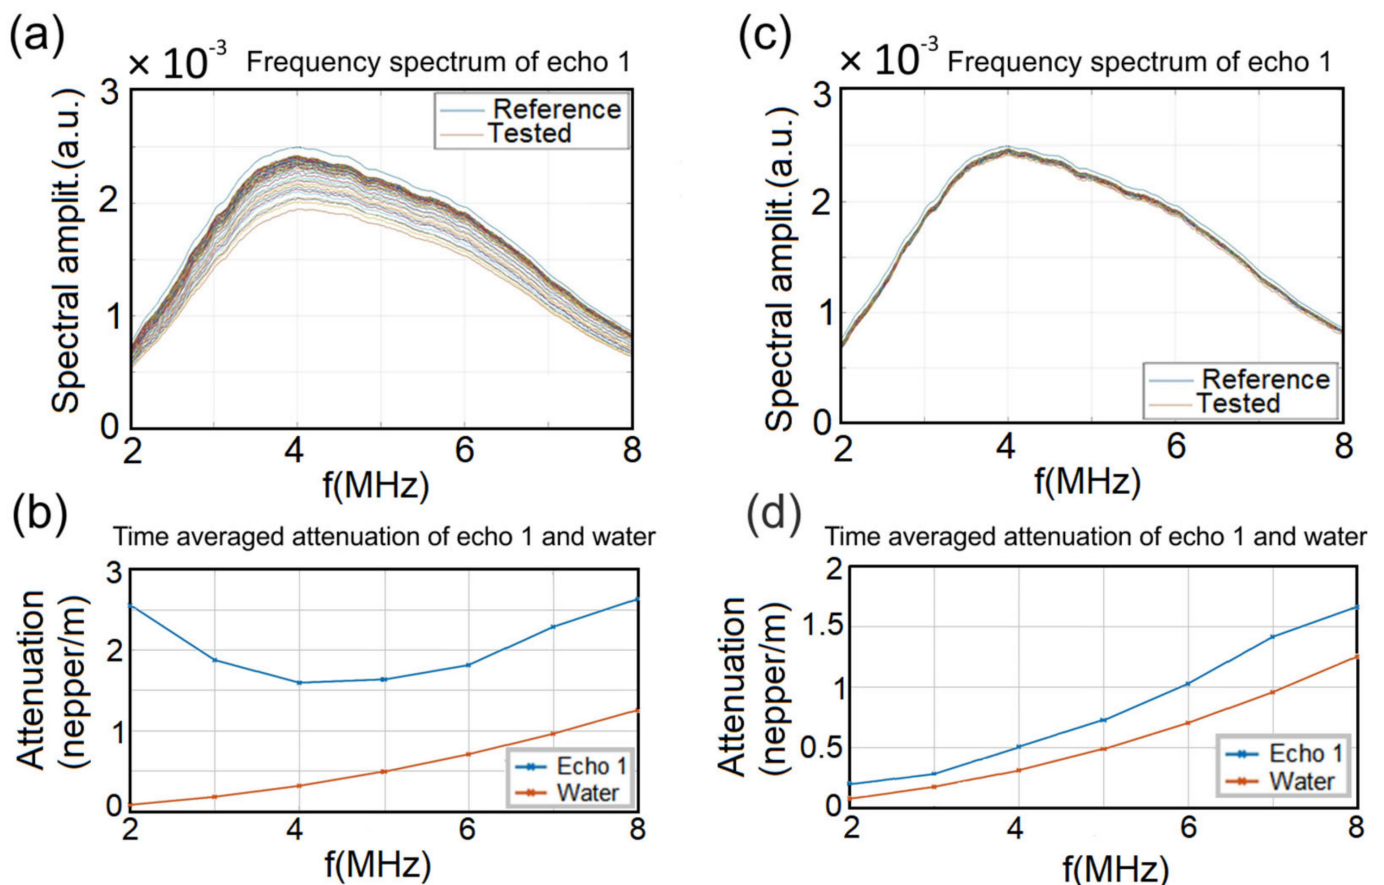 (a)
× 10-3 Frequency spectrum of echo 1
Spectral amplit.(a.u.)
3
2
1
0
Reference
Tested
2 4 6 8
f(MHz)
(b)
Time averaged attenuation of echo 1 and water
Attenuation
(nepper/m)
3
2
1
0
Echo 1
Water
2 4 6 8
f(MHz)
(c)
× 10-3 Frequency spectrum of echo 1
Spectral amplit.(a.u.)
3
2
1
0
Reference
Tested
2 4 6 8
f(MHz)
(d)
Time averaged attenuation of echo 1 and water
Attenuation
(nepper/m)
2
1.5
1
0.5
0
Echo 1
Water
2 4 6 8
f(MHz)